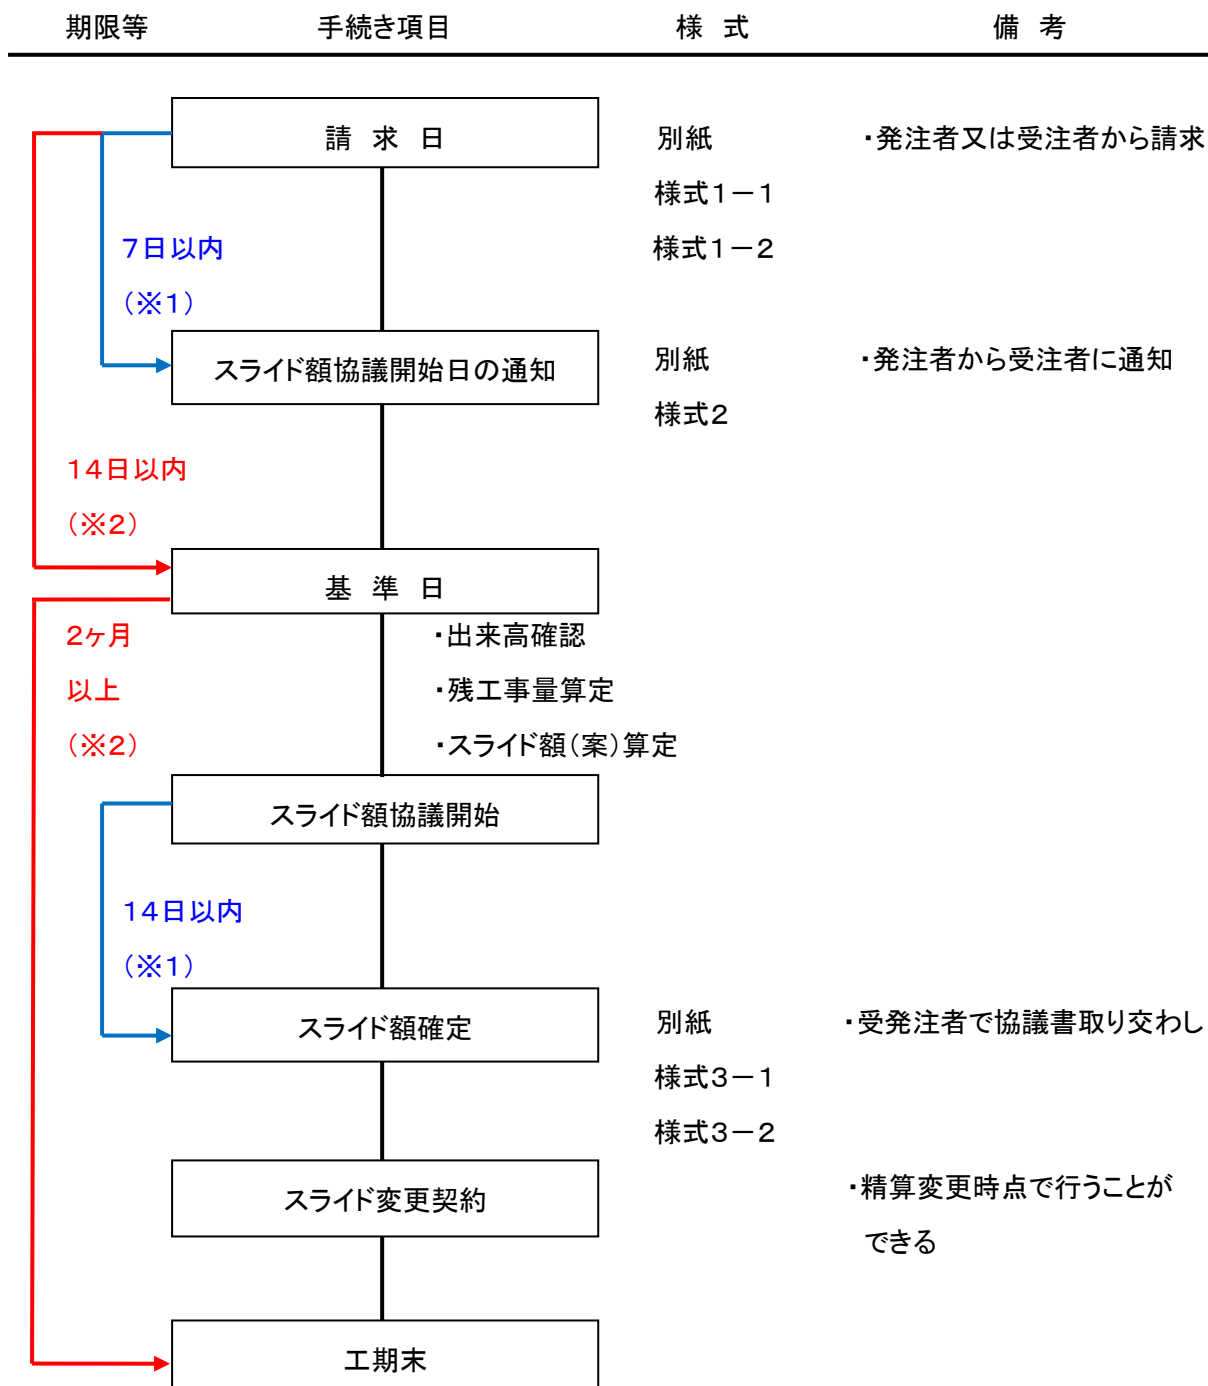 期限等 手続き項目 様 式 備 考
請 求 日 別紙 ・発注者又は受注者から請求
様式1－1
7日以内 様式1－2
(※1)
スライド額協議開始日の通知 別紙 ・発注者から受注者に通知
様式2
14日以内
(※2)
基 準 日
2ヶ月 ・出来高確認
以上 ・残工事量算定
(※2) ・スライド額(案)算定
スライド額協議開始
14日以内
(※1)
スライド額確定 別紙 ・受発注者で協議書取り交わし
様式3－1
様式3－2
スライド変更契約 ・精算変更時点で行うことが
できる
工期末